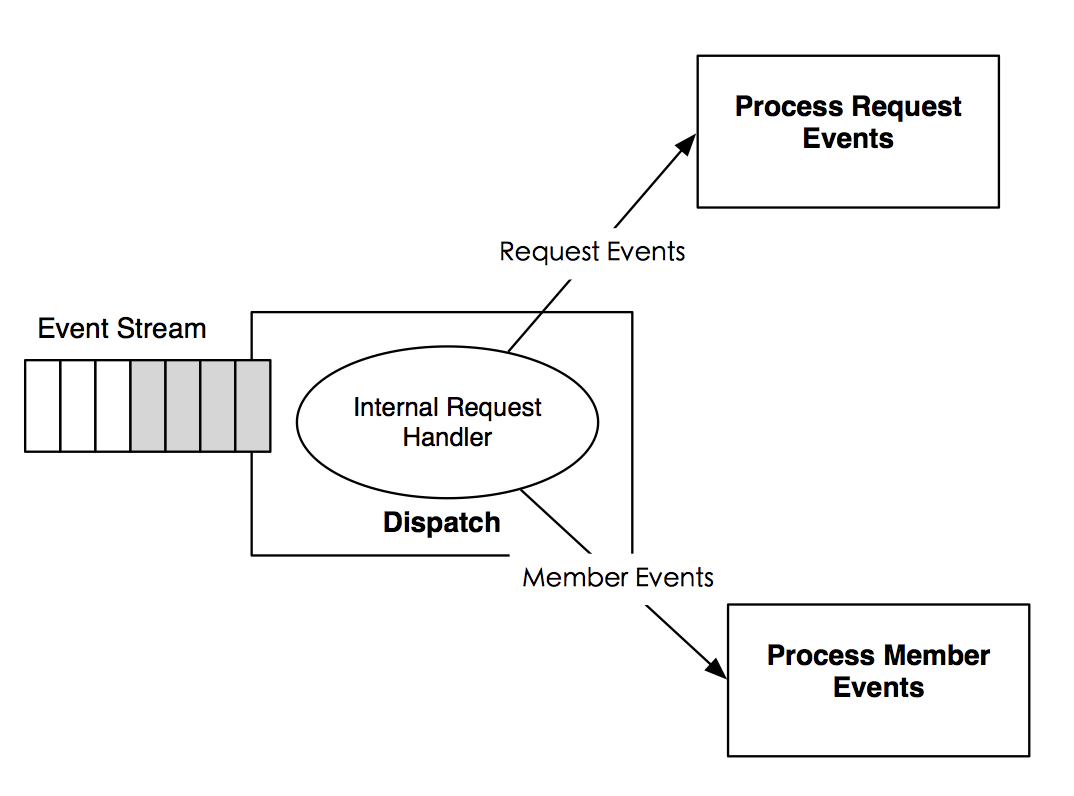 Process Request
Events
Request Events
Event Stream
Internal Request
Handler
Dispatch
Member Events
Process Member
Events